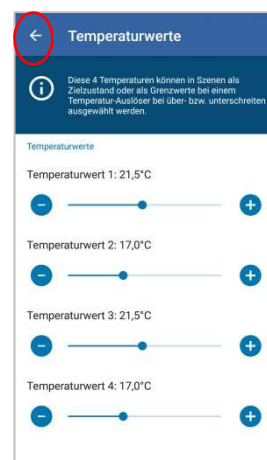 Temperaturwerte
Diese 4 Temperaturen können in Szenen als
Zielzustand oder als Grenzwerte bei einem
Temperatur-Auslöser bei über- bzw. unterschreiten
ausgewählt werden.
Temperaturwerte
Temperaturwert 1: 21,5°C
Temperaturwert 2: 17,0°C
Temperaturwert 3: 21,5°C
Temperaturwert 4: 17,0°C